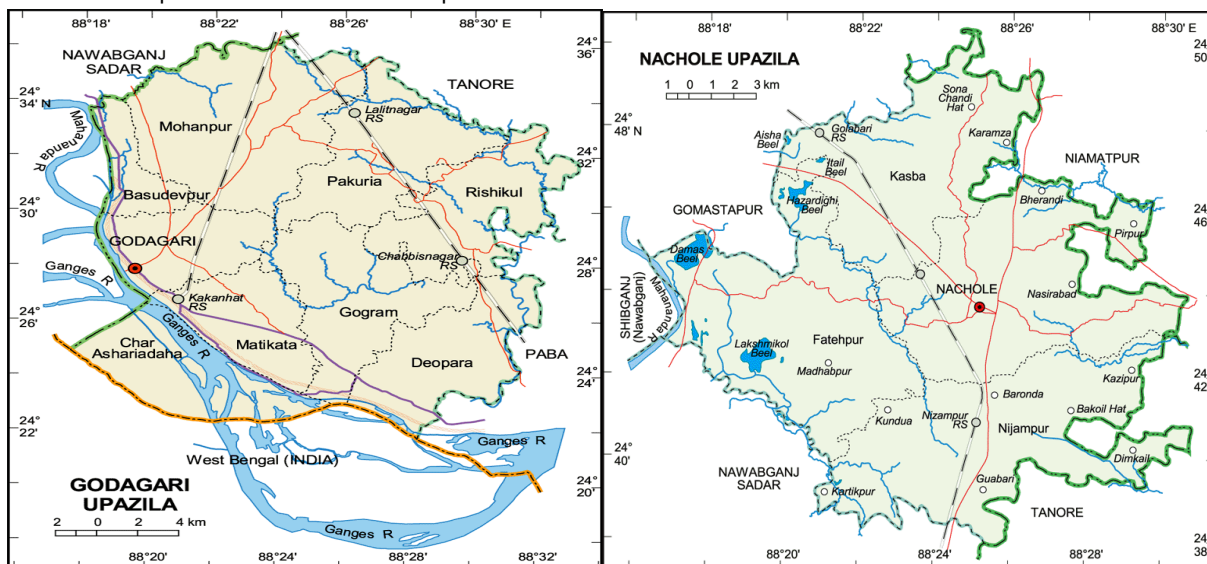 88°18'
88°22'
88°26'
88°30' E
24°
36'
NAWABGANJ
SADAR
TANORE
24°
34' N
Mahananda R
Mohanpur
Lalitnagar
RS
24°
32'
Pakuria
Rishikul
Basudevpur
24°
30'
GODAGARI
Ganges R
Chabbisnagar
RS
24°
28'
Kakanhat
RS
Gogram
24°
26'
Ganges R
Char
Ashariadaha
Matikata
Deopara
PABA
24°
24'
24°
22'
Ganges R
West Bengal (INDIA)
GODAGARI
UPAZILA
24°
20'
2 0 2 4 km
Ganges R
88°20'
88°24'
88°28'
88°32'
88°18'
88°22'
88°26'
88°30'
24
50
NACHOLE UPAZILA
1 0 1 2 3 km
Sona
Chandi
Hat
24°
48' N
Aisha
Beel
Golabari
RS
Karamza
Itail
Beel
NIAMATPUR
Kasba
Bherandi
Hazardighi
Beel
GOMASTAPUR
24°
46
Pirpur
Damas
Beel
SHIBGANJ
(Nawabganj)
Mahananda R
NACHOLE
Nasirabad
Lakshmikol
Beel
Fatehpur
Madhabpur
Kazipur
24°
42
Baronda
Kundua
Nizampur
RS
Bakoil Hat
Nijampur
24°
40'
Dimkail
NAWABGANJ
SADAR
Guabari
Kartikpur
TANORE
24
38
88°20'
88°24'
88°28'
88°30'